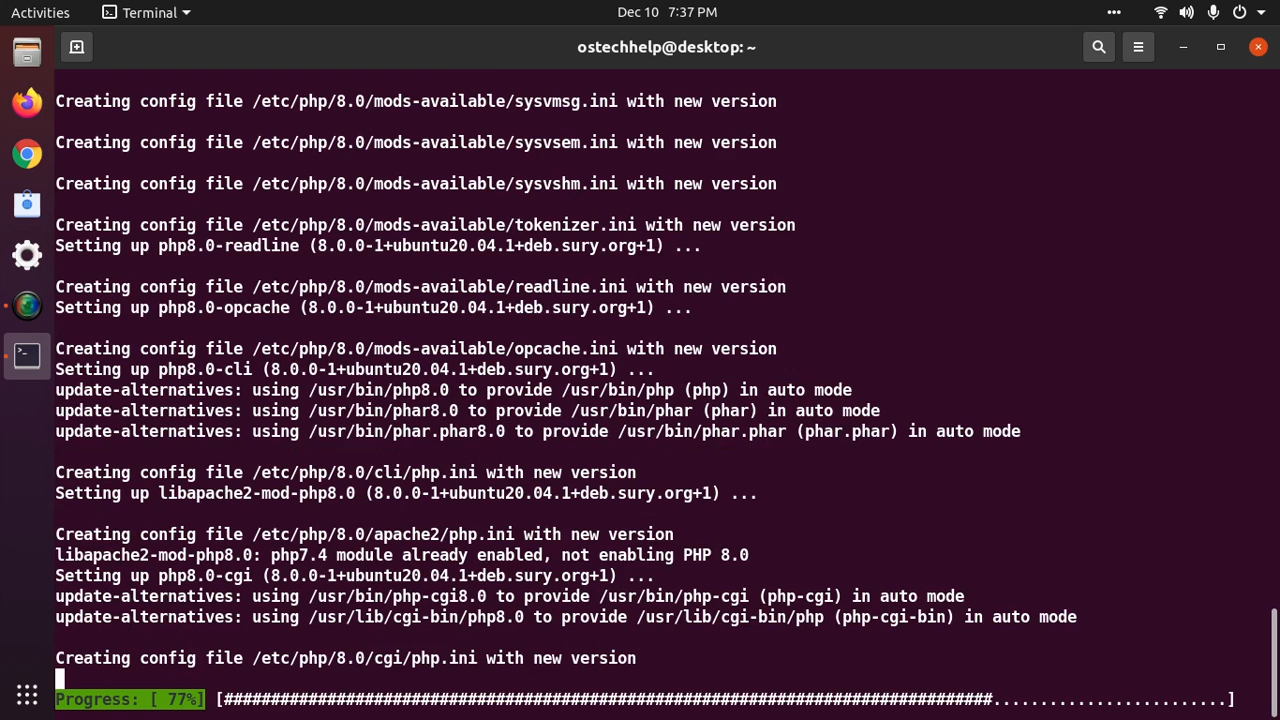 Activities
Terminal
Dec 10 7:37 PM
ostechhelp@desktop: ~
Creating config file /etc/php/8.0/mods-available/sysvmsg.ini with new version
Creating config file /etc/php/8.0/mods-available/sysvsem.ini with new version
Creating config file /etc/php/8.0/mods-available/sysvshm.ini with new version
Creating config file /etc/php/8.0/mods-available/tokenizer.ini with new version
Setting up php8.0-readline (8.0.0-1+ubuntu20.04.1+deb.sury.org+1) ...
Creating config file /etc/php/8.0/mods-available/readline.ini with new version
Setting up php8.0-opcache (8.0.0-1+ubuntu20.04.1+deb.sury.org+1) ...
Creating config file /etc/php/8.0/mods-available/opcache.ini with new version
Setting up php8.0-cli (8.0.0-1+ubuntu20.04.1+deb.sury.org+1) ...
update-alternatives: using /usr/bin/php8.0 to provide /usr/bin/php (php) in auto mode
update-alternatives: using /usr/bin/phar8.0 to provide /usr/bin/phar (phar) in auto mode
update-alternatives: using /usr/bin/phar.phar8.0 to provide /usr/bin/phar.phar (phar.phar) in auto mode
Creating config file /etc/php/8.0/cli/php.ini with new version
Setting up libapache2-mod-php8.0 (8.0.0-1+ubuntu20.04.1+deb.sury.org+1) ...
Creating config file /etc/php/8.0/apache2/php.ini with new version
libapache2-mod-php8.0: php7.4 module already enabled, not enabling PHP 8.0
Setting up php8.0-cgi (8.0.0-1+ubuntu20.04.1+deb.sury.org+1) ...
update-alternatives: using /usr/bin/php-cgi8.0 to provide /usr/bin/php-cgi (php-cgi) in auto mode
update-alternatives: using /usr/lib/cgi-bin/php8.0 to provide /usr/lib/cgi-bin/php (php-cgi-bin) in auto mode
Creating config file /etc/php/8.0/cgi/php.ini with new version
Progress: [ 77%] [##################################################################################.........................]